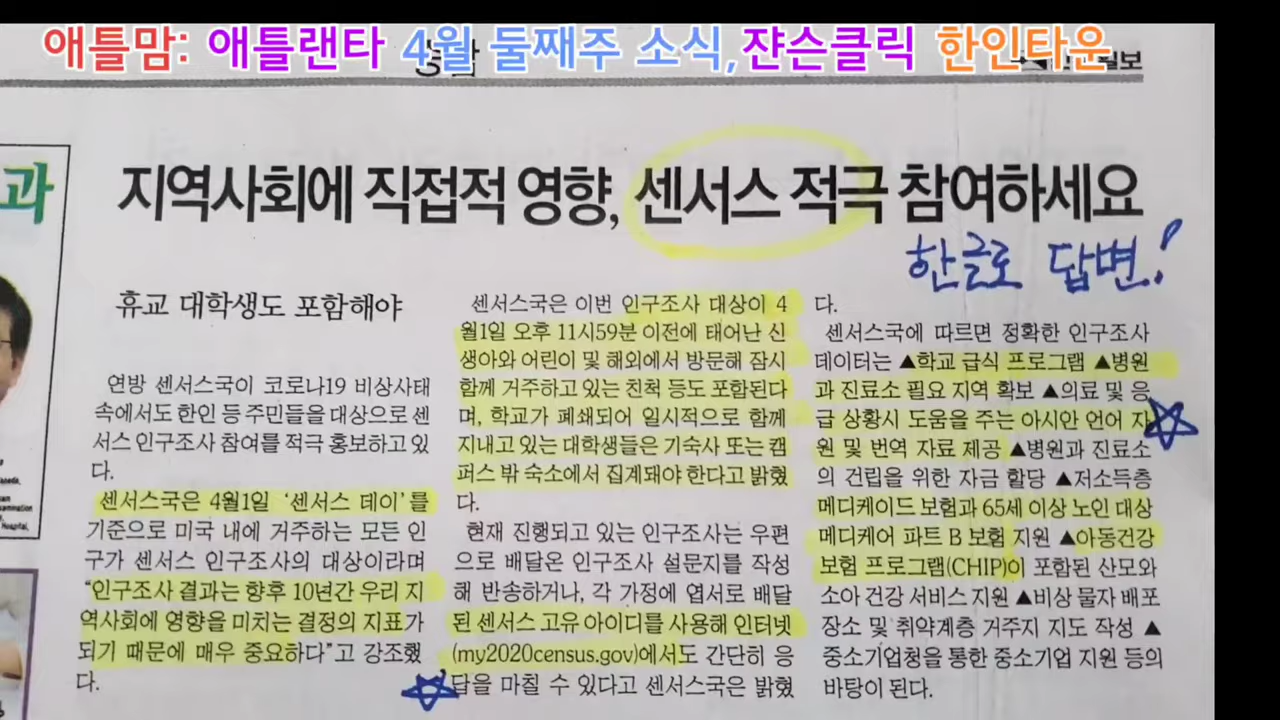 애틀맘: 애틀랜타 4월 둘째주 소식,쟌슨클릭 한인타운
지역사회에 직접적 영향, 센서스 적극 참여하세요
한글로 답변!
과
휴교 대학생도 포함해야
연방 센서스국이 코로나19 비상사태
속에서도 한인 등 주민들을 대상으로 센
서스 인구조사 참여를 적극 홍보하고 있
다.
센서스국은 4월1일 ‘센서스 데이’를
기준으로 미국 내에 거주하는 모든 인
구가 센서스 인구조사의 대상이라며
“인구조사 결과는 향후 10년간 우리 지
역사회에 영향을 미치는 결정의 지표가
되기 때문에 매우 중요하다”고 강조했
다.
센서스국은 이번 인구조사 대상이 4
월1일 오후 11시59분 이전에 태어난 신
생아와 어린이 및 해외에서 방문해 잠시
함께 거주하고 있는 친척 등도 포함된다
며, 학교가 폐쇄되어 일시적으로 함께
지내고 있는 대학생들은 기숙사 또는 캠
퍼스 밖 숙소에서 집계돼야 한다고 밝혔
다.
현재 진행되고 있는 인구조사는 우편
으로 배달온 인구조사 설문지를 작성
해 반송하거나, 각 가정에 엽서로 배달
된 센서스 고유 아이디를 사용해 인터넷
(my2020census.gov)에서도 간단히 응
답을 마칠 수 있다고 센서스국은 밝혔
다.
센서스국에 따르면 정확한 인구조사
데이터는 ▲학교 급식 프로그램 ▲병원
과 진료소 필요 지역 확보 ▲의료 및 응
급 상황시 도움을 주는 아시안 언어 자
원 및 번역 자료 제공 ▲병원과 진료소
의 건립을 위한 자금 할당 ▲저소득층
메디케이드 보험과 65세 이상 노인 대상
메디케어 파트 B 보험 지원 ▲아동건강
보험 프로그램(CHIP)이 포함된 산모와
소아 건강 서비스 지원 ▲비상 물자 배포
장소 및 취약계층 거주지 지도 작성 ▲
중소기업청을 통한 중소기업 지원 등의
바탕이 된다.